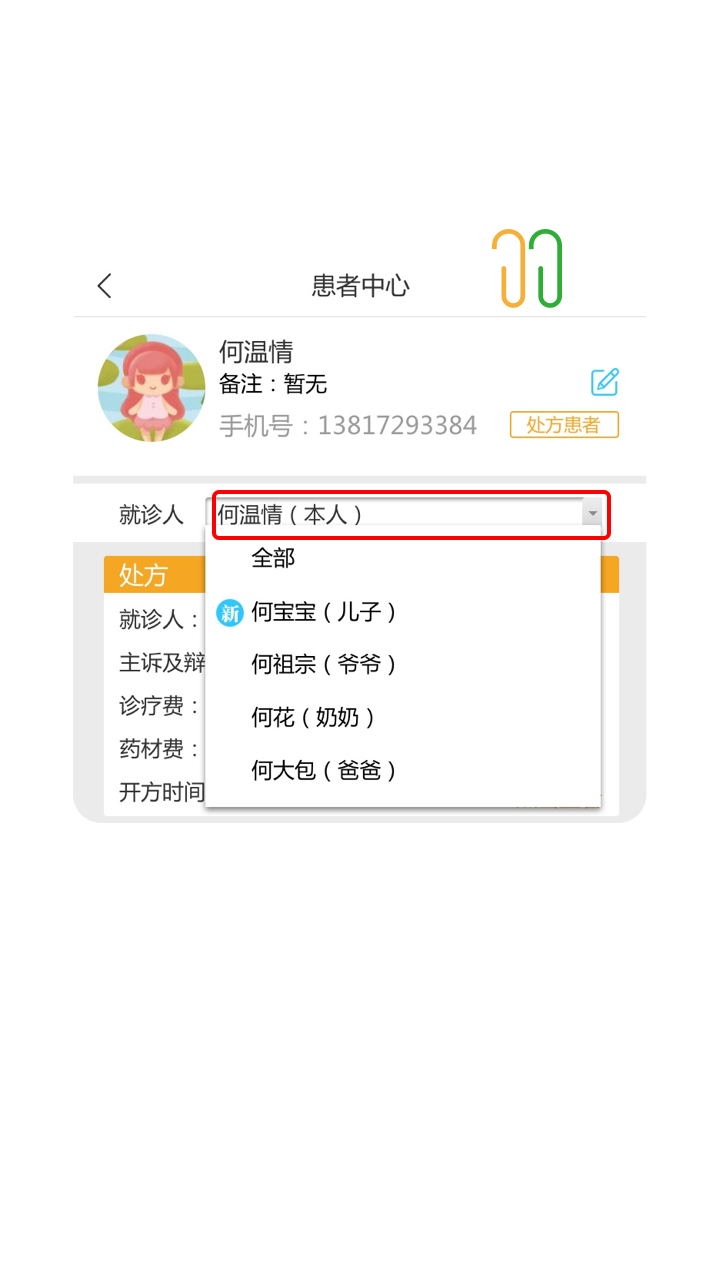 患者中心
何温情
备注：暂无
手机号：13817293384
处方患者
就诊人 何温情（本人）
全部
处方
新 何宝宝（儿子）
就诊人：
何祖宗（爷爷）
主诉及辩
何花（奶奶）
诊疗费：
何大包（爸爸）
药材费：
开方时间